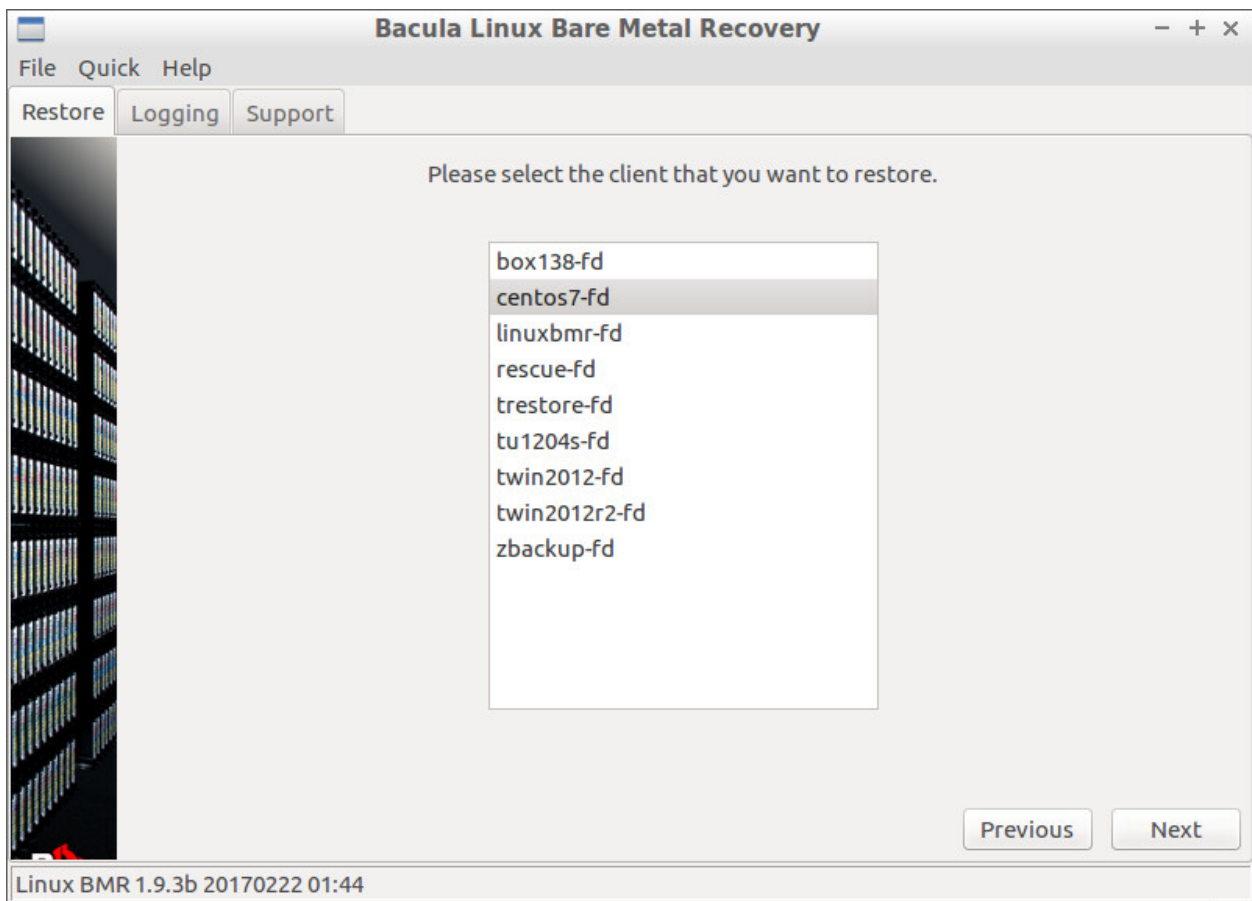 Bacula Linux Bare Metal Recovery
File Quick Help
Restore Logging Support
Please select the client that you want to restore.
box138-fd
centos7-fd
linuxbmr-fd
rescue-fd
trestore-fd
tu1204s-fd
twin2012-fd
twin2012r2-fd
zbackup-fd
Previous Next
Linux BMR 1.9.3b 20170222 01:44